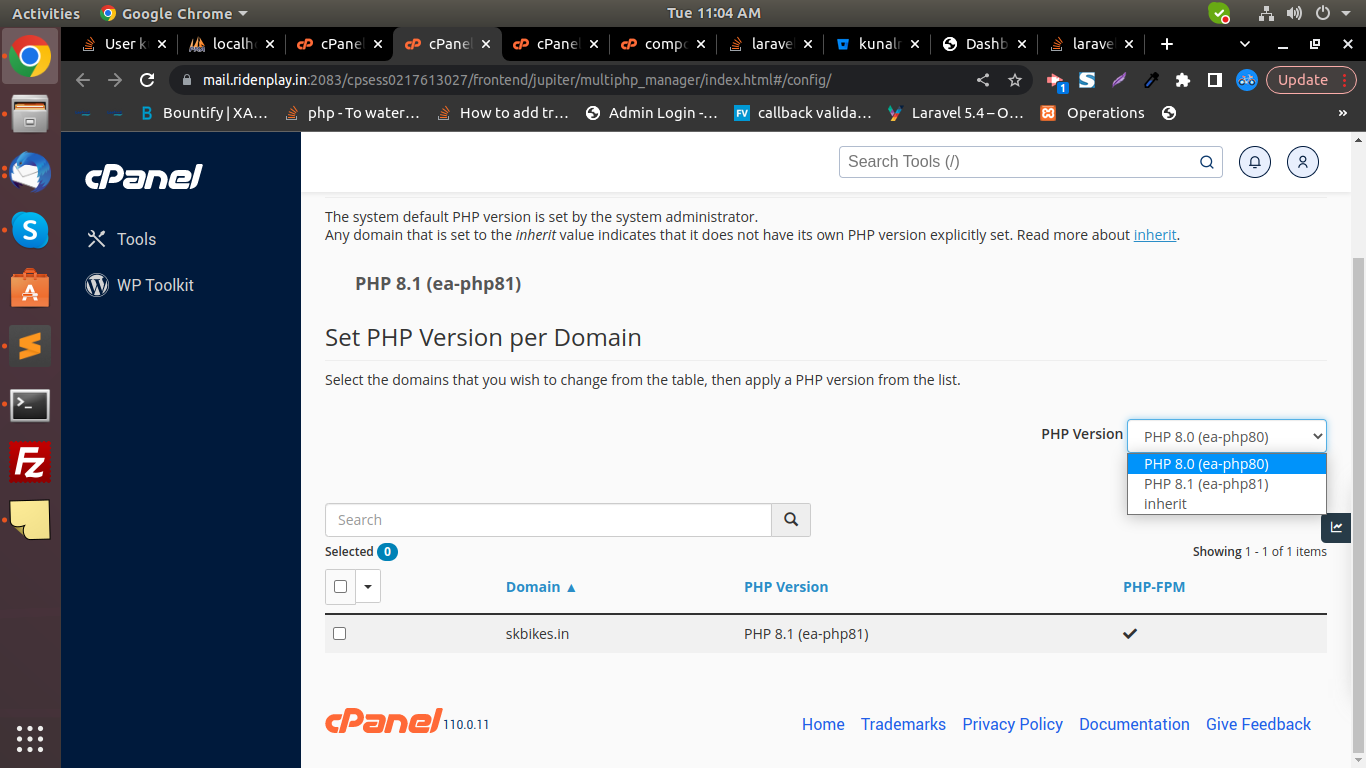 Activities Google Chrome Tue 11:04 AM
User k localh cPanel cPanel cPanel compo laravel kunalr Dashb laravel
mail.ridenplay.in:2083/cpsess0217613027/frontend/jupiter/multiphp_manager/index.html#/config/ 1 Update
B Bountify | XA... php - To water... How to add tr... Admin Login -... FV callback valida... Laravel 5.4 – O... Operations »
cPanel
Search Tools (/)
Tools
WP Toolkit
The system default PHP version is set by the system administrator.
Any domain that is set to the inherit value indicates that it does not have its own PHP version explicitly set. Read more about inherit.
PHP 8.1 (ea-php81)
Set PHP Version per Domain
Select the domains that you wish to change from the table, then apply a PHP version from the list.
PHP Version PHP 8.0 (ea-php80)
PHP 8.0 (ea-php80)
PHP 8.1 (ea-php81)
inherit
Search
Selected 0 Showing 1 - 1 of 1 items
Domain ▲ PHP Version PHP-FPM
skbikes.in PHP 8.1 (ea-php81)
cPanel 110.0.11 Home Trademarks Privacy Policy Documentation Give Feedback